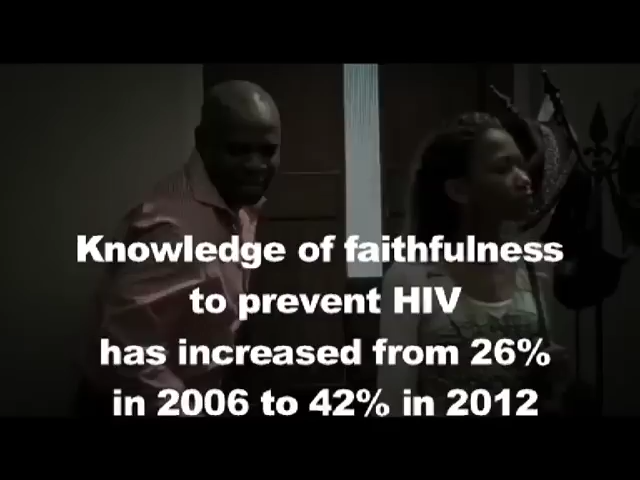 Knowledge of faithfulness
to prevent HIV
has increased from 26%
in 2006 to 42% in 2012